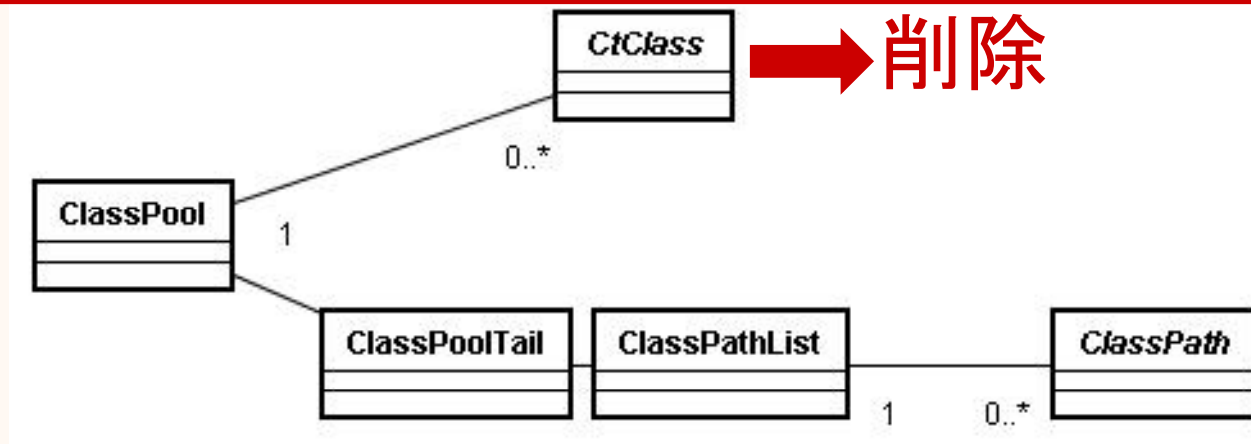 CtClass
削除
0..*
ClassPool
1
ClassPoolTail
ClassPathList
ClassPath
1
0..*